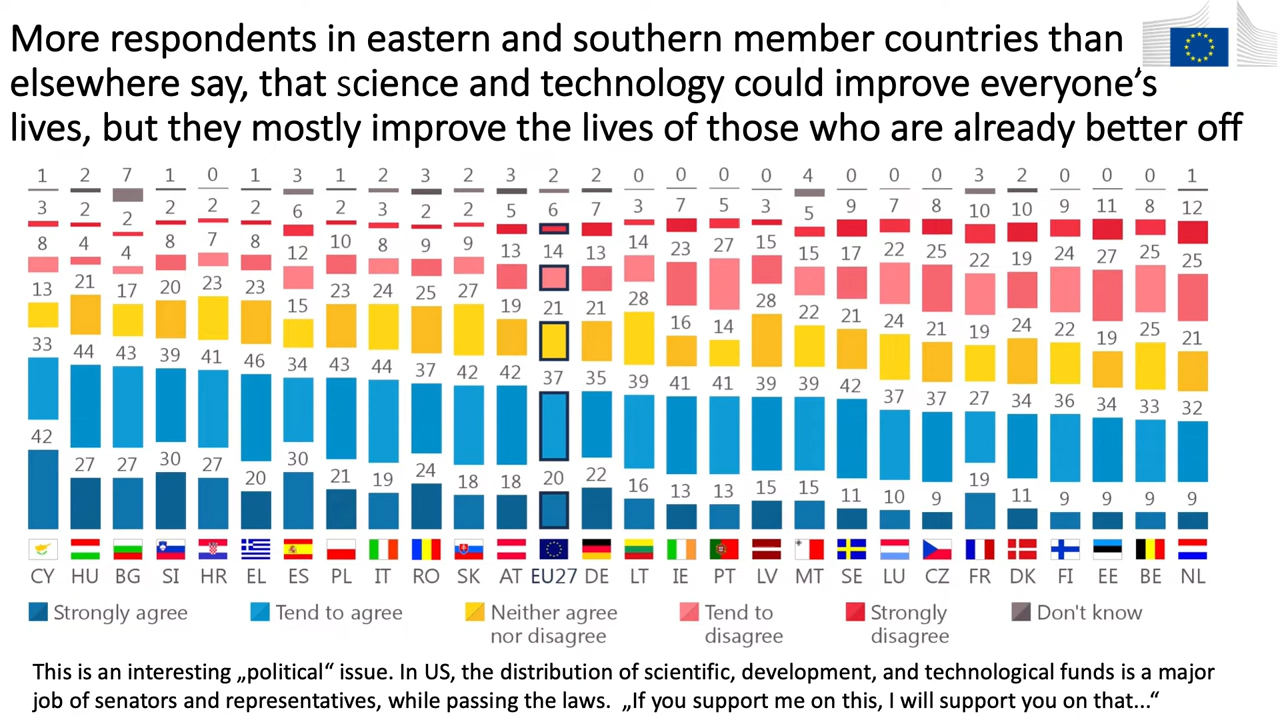 More respondents in eastern and southern member countries than
elsewhere say, that science and technology could improve everyone’s
lives, but they mostly improve the lives of those who are already better off
1 2 7 1 0 1 3 1 2 3 2 3 2 2 0 0 0 0 4 0 0 0 3 2 0 0 0 1
3 2 2 2 2 2 6 2 3 2 2 5 6 7 3 7 5 3 5 9 7 8 10 10 9 11 8 12
8 4 4 8 7 8 12 10 8 9 9 13 14 13 14 23 27 15 15 17 22 25 22 19 24 27 25 25
13 21 17 20 23 23 15 23 24 25 27 19 21 21 28 16 14 28 22 21 24 21 19 24 22 19 25 21
33 44 43 39 41 46 34 43 44 37 42 42 37 35 39 41 41 39 39 42 37 37 27 34 36 34 33 32
42 27 27 30 27 20 30 21 19 24 18 18 20 22 16 13 13 15 15 11 10 9 19 11 9 9 9 9
CY HU BG SI HR EL ES PL IT RO SK AT EU27 DE LT IE PT LV MT SE LU CZ FR DK FI EE BE NL
Strongly agree Tend to agree Neither agree Tend to Strongly Don't know
nor disagree disagree disagree
This is an interesting „political“ issue. In US, the distribution of scientific, development, and technological funds is a major
job of senators and representatives, while passing the laws. „If you support me on this, I will support you on that...“